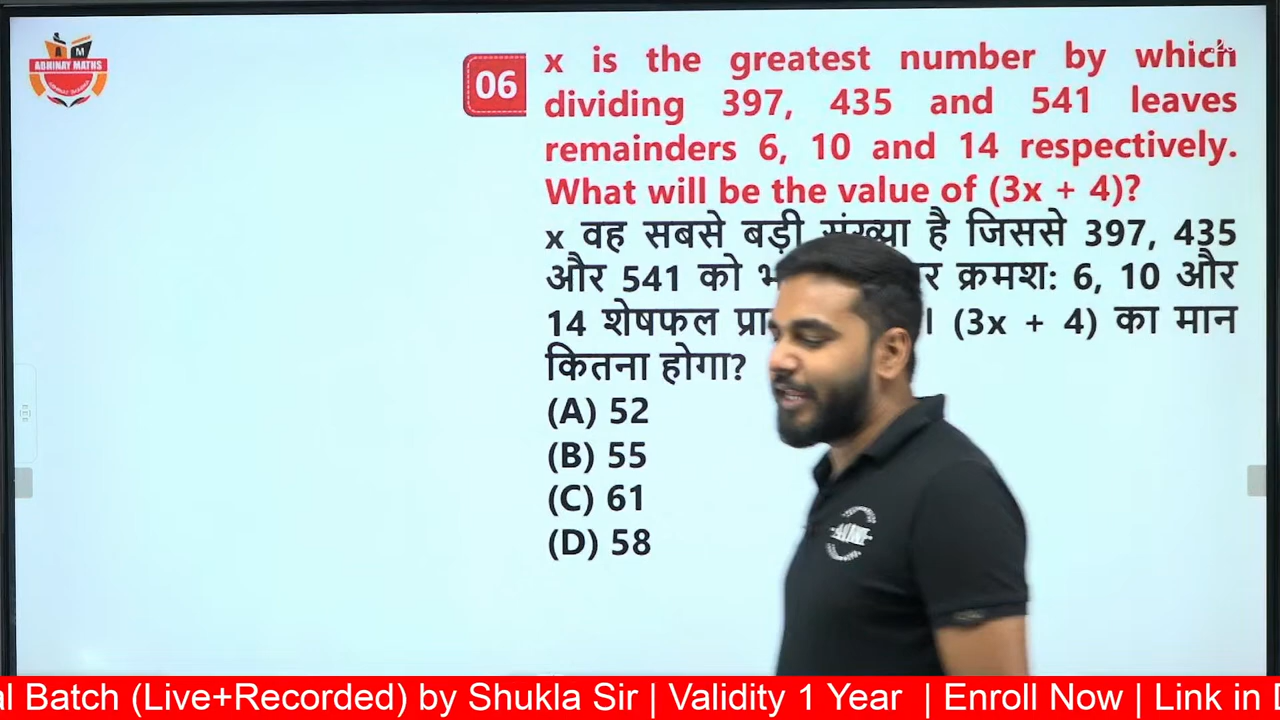 ABHINAY MATHS
06
x is the greatest number by which
dividing 397, 435 and 541 leaves
remainders 6, 10 and 14 respectively.
What will be the value of (3x + 4)?
x वह सबसे बड़ी संख्या है जिससे 397, 435
और 541 को क्रमश: 6, 10 और
14 शेषफल । (3x + 4) का मान
कितना होगा?
(A) 52
(B) 55
(C) 61
(D) 58
Batch (Live+Recorded) by Shukla Sir | Validity 1 Year | Enroll Now | Link in